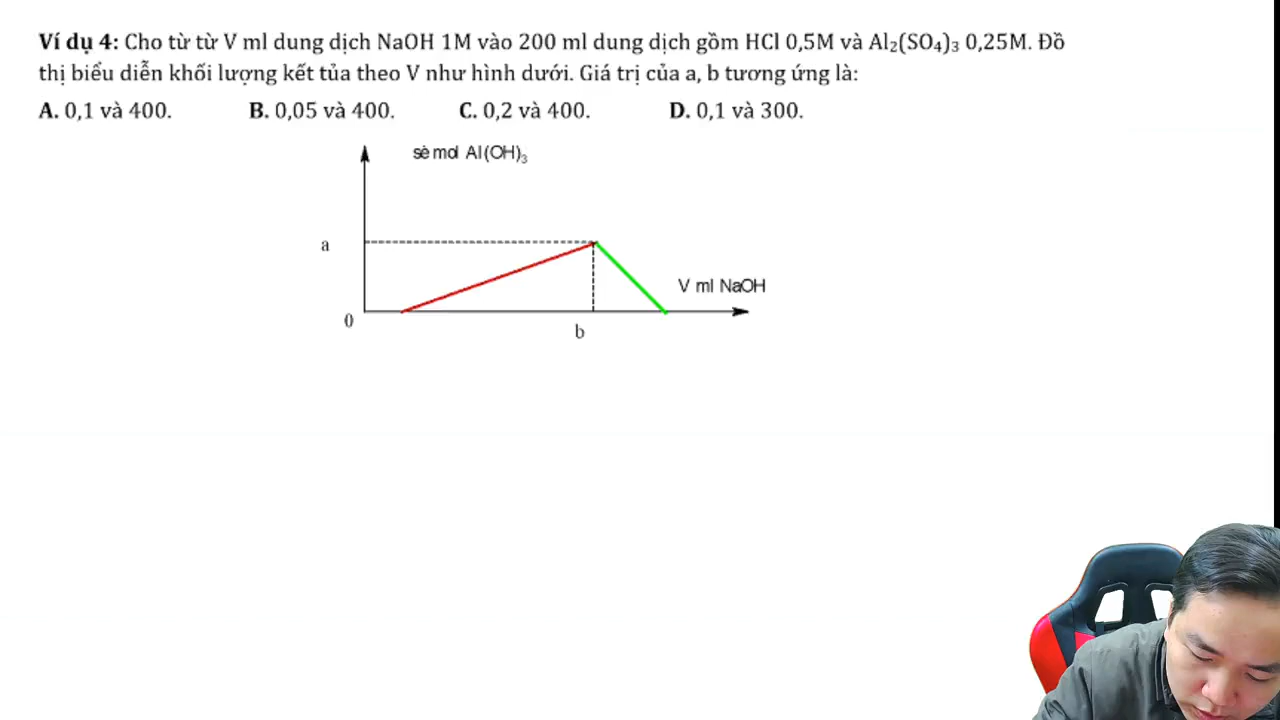 Ví dụ 4: Cho từ từ V ml dung dịch NaOH 1M vào 200 ml dung dịch gồm HCl 0,5M và Al₂(SO₄)₃ 0,25M. Đồ
thị biểu diễn khối lượng kết tủa theo V như hình dưới. Giá trị của a, b tương ứng là:
A. 0,1 và 400. B. 0,05 và 400. C. 0,2 và 400. D. 0,1 và 300.
sè mol Al(OH)₃
a
V ml NaOH
0
b